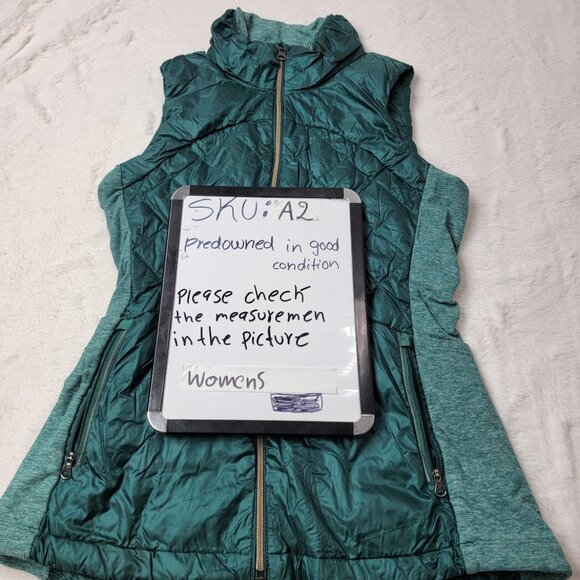 SKU: A2
Predowned in good
condition
Please check
the measuremen
in the picture
Womens